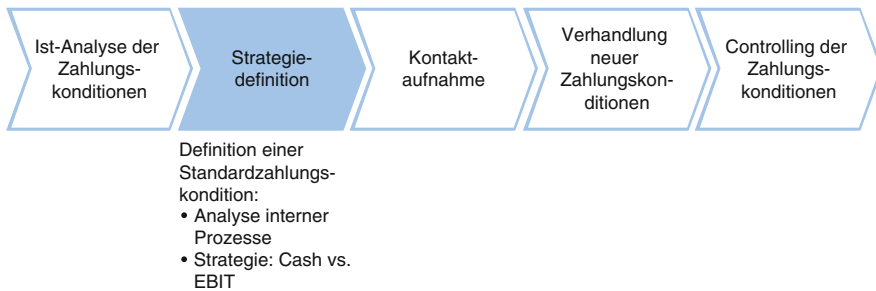 Ist-Analyse der
Zahlungs-
konditionen
Strategie-
definition
Kontakt-
aufnahme
Verhandlung
neuer
Zahlungskon-
ditionen
Controlling der
Zahlungs-
konditionen
Definition einer
Standardzahlungs-
kondition:
• Analyse interner
Prozesse
• Strategie: Cash vs.
EBIT